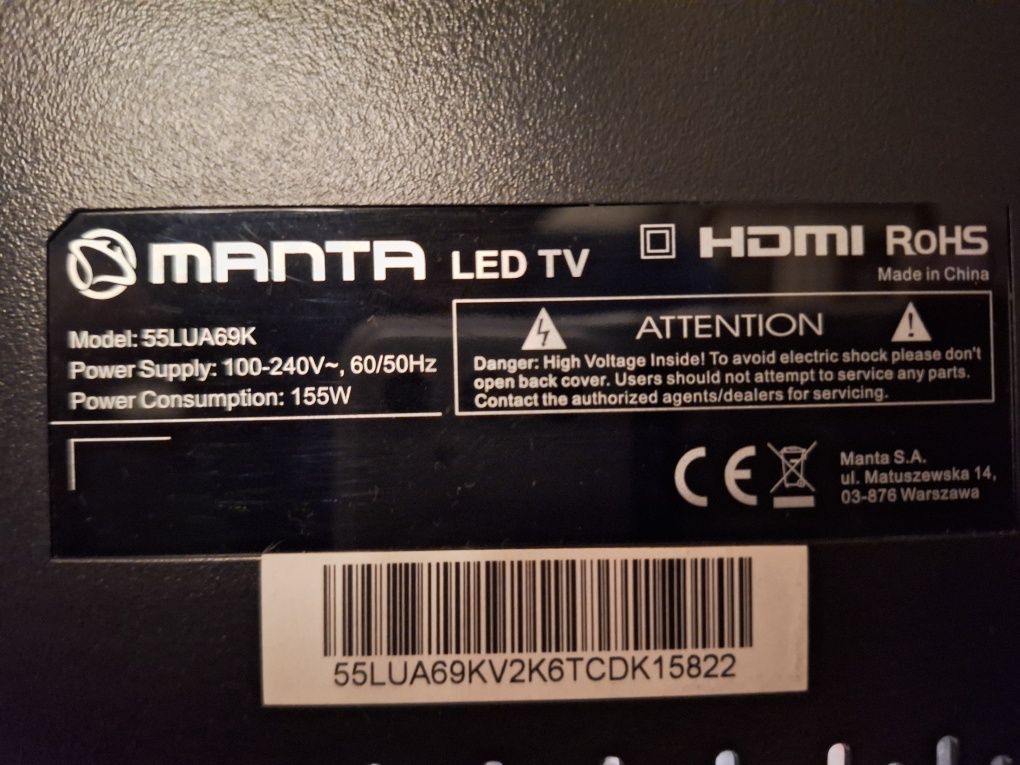 MANTA LED TV
HDMI RoHS
Made in China
Model: 55LUA69K
Power Supply: 100-240V~, 60/50Hz
Power Consumption: 155W
ATTENTION
Danger: High Voltage Inside! To avoid electric shock please don't
open back cover. Users should not attempt to service any parts.
Contact the authorized agents/dealers for servicing.
CE
Manta S.A.
ul. Matuszewska 14,
03-876 Warszawa
55LUA69KV2K6TCDK15822